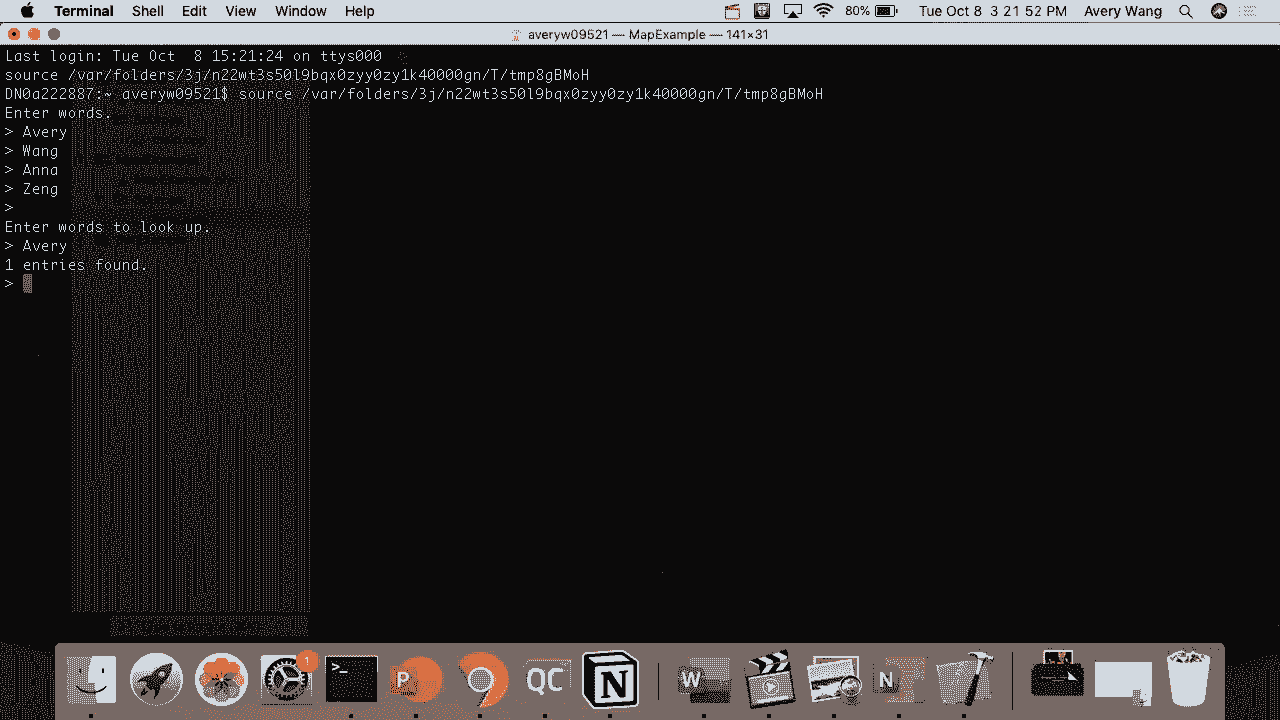 Terminal Shell Edit View Window Help 80% Tue Oct 8 3 21 52 PM Avery Wang
averyw09521 — MapExample — 141×31
Last login: Tue Oct  8 15:21:24 on ttys000
source /var/folders/3j/n22wt3s50l9bqx0zyy0zy1k40000gn/T/tmp8gBMoH
DN0a222887:~ averyw09521$ source /var/folders/3j/n22wt3s50l9bqx0zyy0zy1k40000gn/T/tmp8gBMoH
Enter words.
> Avery
> Wang
> Anna
> Zeng
>
Enter words to look up.
> Avery
1 entries found.
>
1 >_ P QC N W N